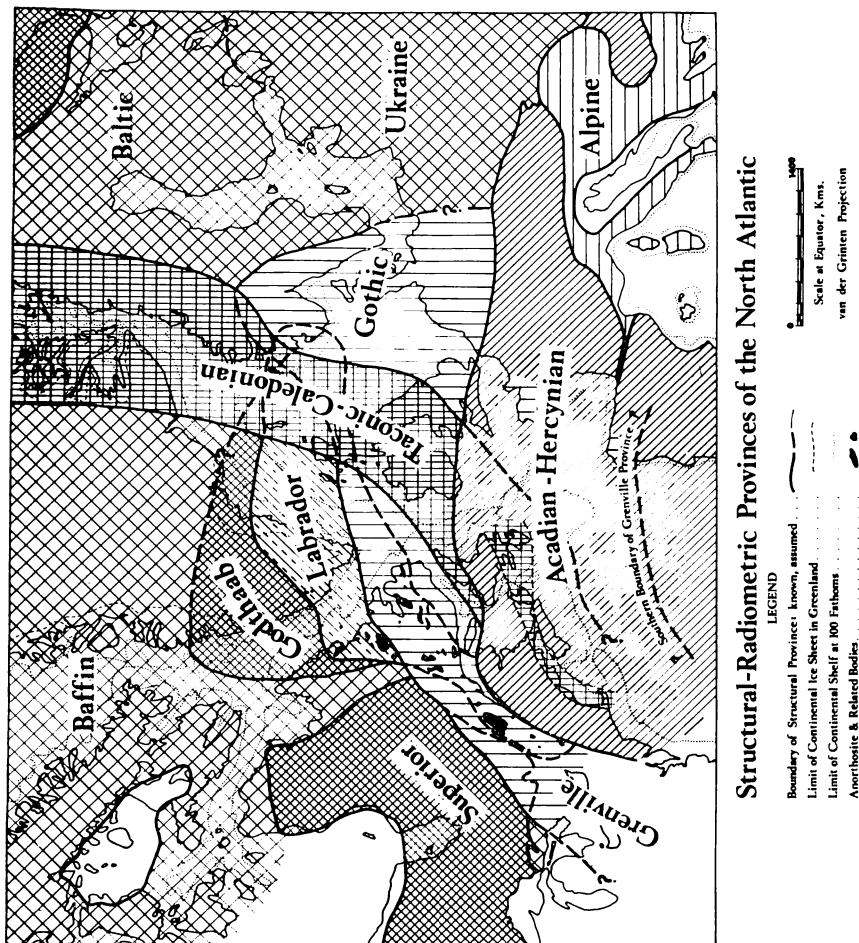 Baltic
Ukraine
Baffin
Godthaab
Labrador
Taconic-Caledonian
Gothic
Alpine
Superior
Grenville
Acadian-Hercynian
Southern Boundary of Grenville Province
?
?
?
?
?
Structural-Radiometric Provinces of the North Atlantic
LEGEND
Boundary of Structural Province: known, assumed
Limit of Continental Ice Sheet in Greenland
Limit of Continental Shelf at 100 Fathoms
Anorthosite & Related Bodies
0 1400
Scale at Equator, Kms.
van der Grinten Projection